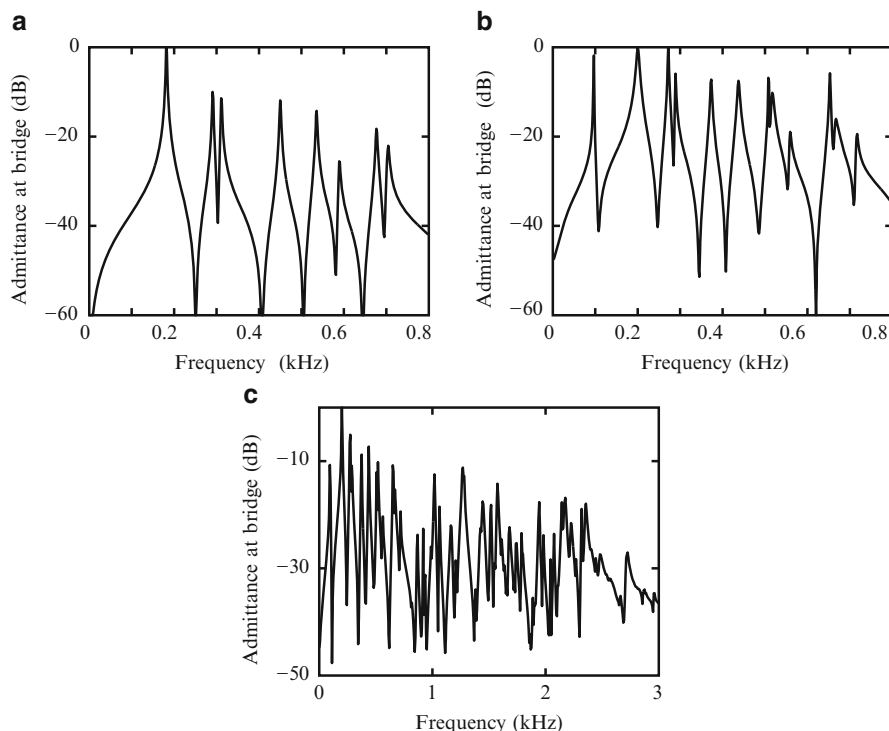 a
b
0
−20
−40
−60
Admittance at bridge (dB)
0 0.2 0.4 0.6 0.8
Frequency (kHz)
0
−20
−40
−60
Admittance at bridge (dB)
0 0.2 0.4 0.6 0.8
Frequency (kHz)
c
−10
−30
−50
Admittance at bridge (dB)
0 1 2 3
Frequency (kHz)